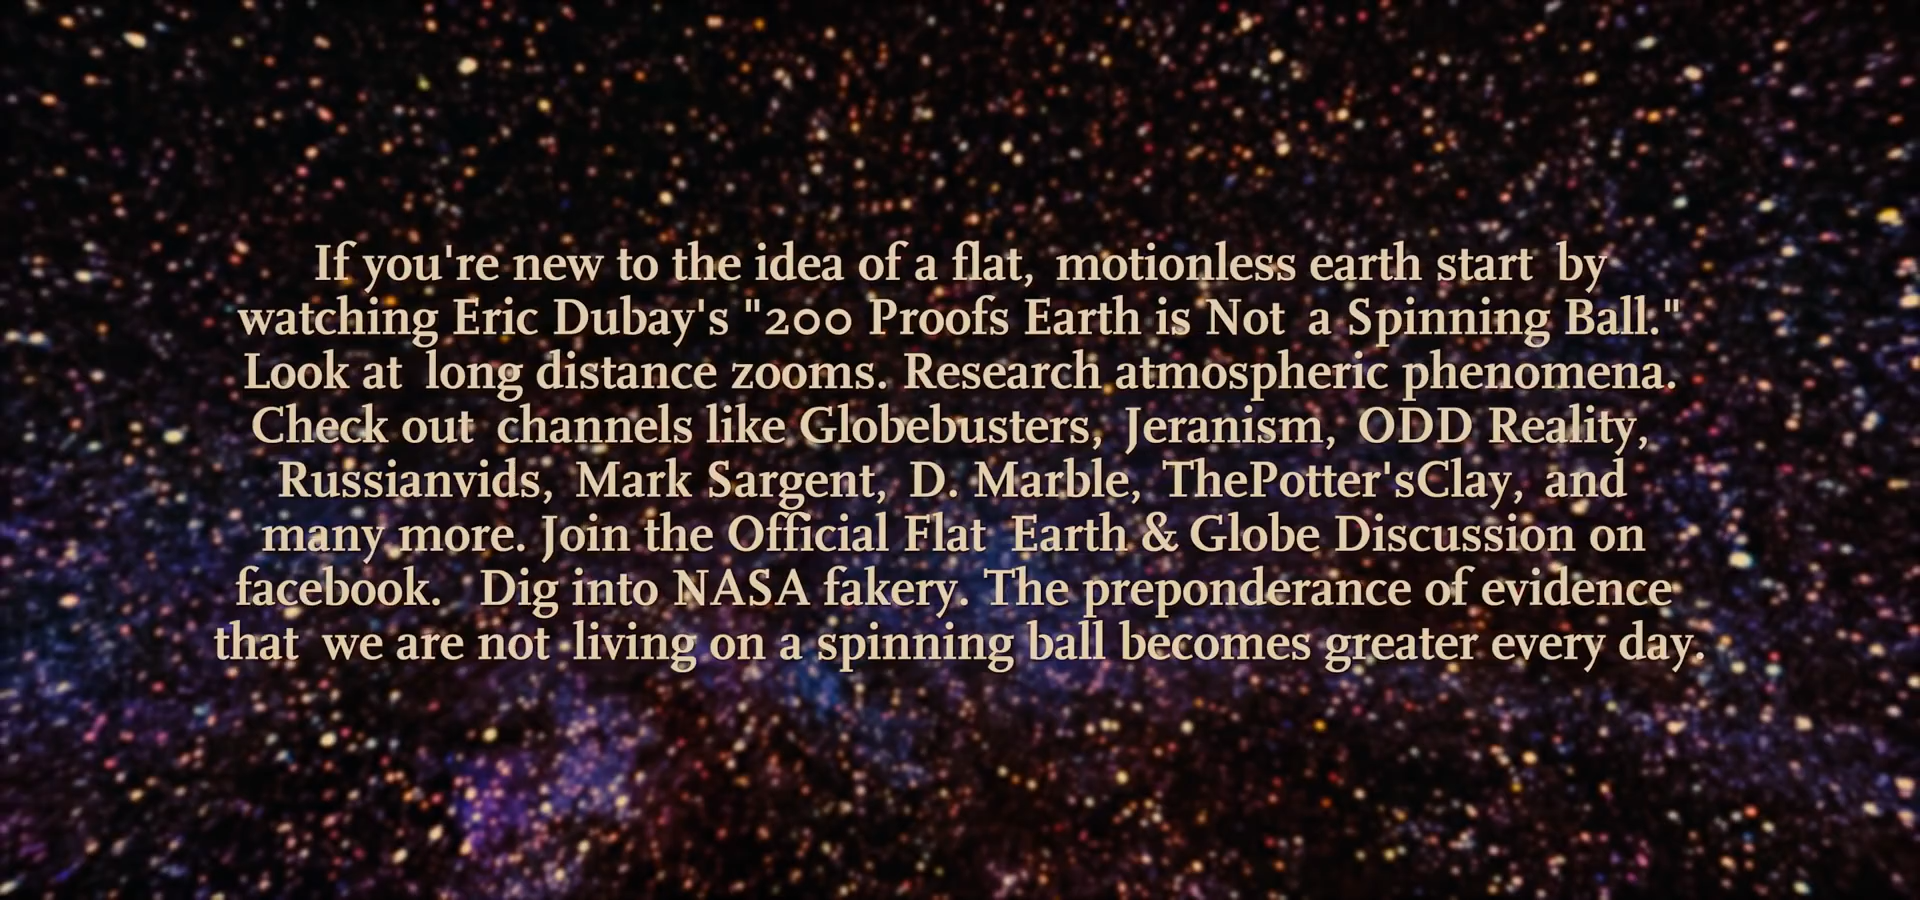 If you're new to the idea of a flat, motionless earth start by
watching Eric Dubay's "200 Proofs Earth is Not a Spinning Ball."
Look at long distance zooms. Research atmospheric phenomena.
Check out channels like Globebusters, Jeranism, ODD Reality,
Russianvids, Mark Sargent, D. Marble, ThePotter'sClay, and
many more. Join the Official Flat Earth & Globe Discussion on
facebook. Dig into NASA fakery. The preponderance of evidence
that we are not living on a spinning ball becomes greater every day.